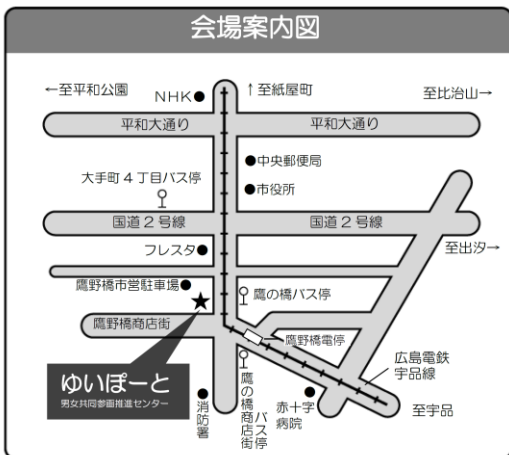 会場案内図
←至平和公園
NHK
↑至紙屋町
至比治山→
平和大通り
平和大通り
中央郵便局
大手町4丁目バス停
市役所
国道2号線
国道2号線
フレスタ
至出汐→
鷹野橋市営駐車場
鷹の橋バス停
鷹野橋商店街
鷹野橋電停
ゆいぽーと
男女共同参画推進センター
広島電鉄
宇品線
消防署
鷹の橋商店街
バス停
赤十字
病院
至宇品